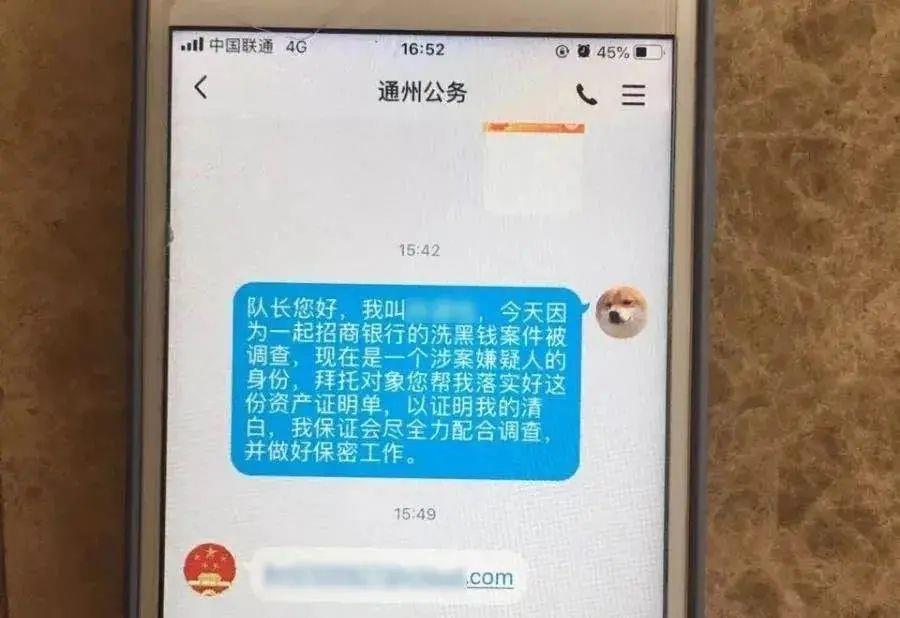 中国联通 4G 16:52 45%
通州公务
15:42
队长您好，我叫，今天因
为一起招商银行的洗黑钱案件被
调查，现在是一个涉案嫌疑人的
身份，拜托对象您帮我落实好这
份资产证明单，以证明我的清
白，我保证会尽全力配合调查，
并做好保密工作。
15:49
.com